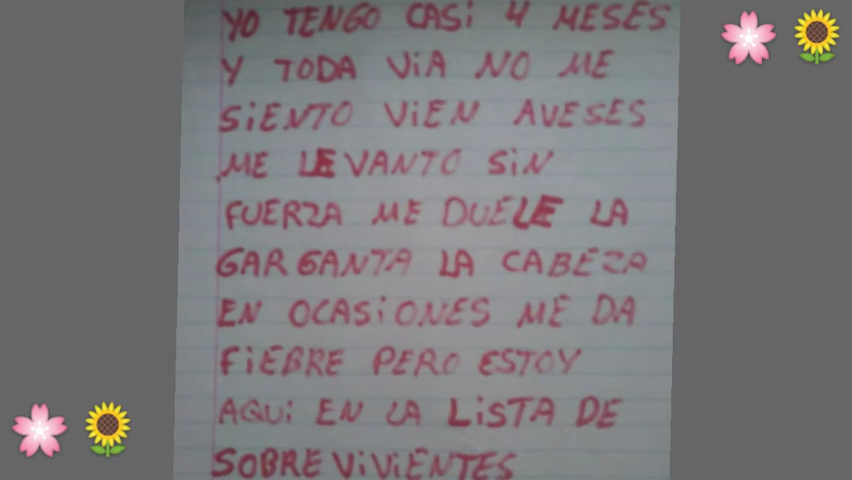 YO TENGO CASi 4 MESES
Y TODA ViA NO ME
SiENTO ViEN AVESES
ME LEVANTO SiN
FUERZA ME DUELE LA
GARGANTA LA CABEZA
EN OCASiONES ME DA
FiEBRE PERO ESTOY
AQUi EN LA LiSTA DE
SOBREViViENTES